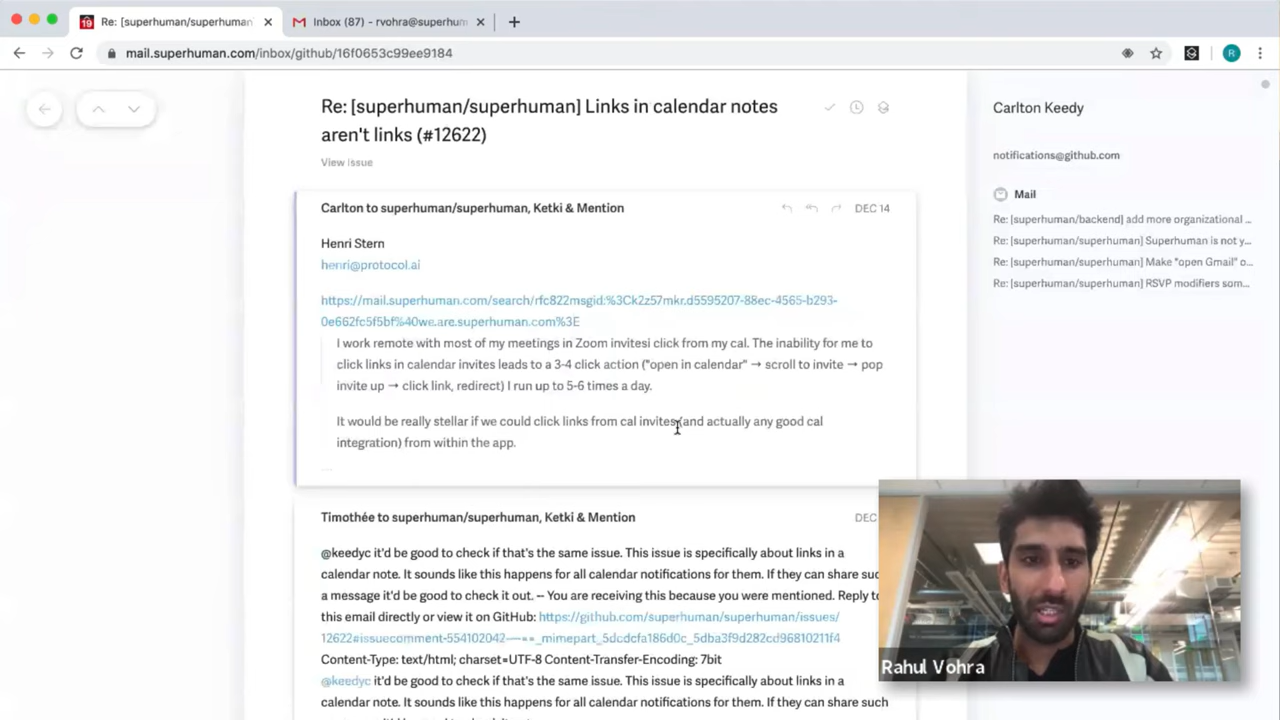 19
Re: [superhuman/superhuman]
Inbox (87) - rvohra@superhum
mail.superhuman.com/inbox/github/16f0653c99ee9184
R
Re: [superhuman/superhuman] Links in calendar notes
aren't links (#12622)
View issue
Carlton to superhuman/superhuman, Ketki & Mention
DEC 14
Henri Stern
henri@protocol.ai
https://mail.superhuman.com/search/rfc822msgid:%3Ck2z57mkr.d5595207-88ec-4565-b293-
0e662fc5f5bf%40we.are.superhuman.com%3E
I work remote with most of my meetings in Zoom invitesi click from my cal. The inability for me to
click links in calendar invites leads to a 3-4 click action ("open in calendar" → scroll to invite → pop
invite up → click link, redirect) I run up to 5-6 times a day.
It would be really stellar if we could click links from cal invites (and actually any good cal
integration) from within the app.
Timothée to superhuman/superhuman, Ketki & Mention
DEC
@keedyc it'd be good to check if that's the same issue. This issue is specifically about links in a
calendar note. It sounds like this happens for all calendar notifications for them. If they can share suc
a message it'd be good to check it out. — You are receiving this because you were mentioned. Reply to
this email directly or view it on GitHub: https://github.com/superhuman/superhuman/issues/
12622#issuecomment-554102042----==_mimepart_5dcdcfa186d0c_5dba3f9d282cd96810211f4
Content-Type: text/html; charset=UTF-8 Content-Transfer-Encoding: 7bit
@keedyc it'd be good to check if that's the same issue. This issue is specifically about links in a
calendar note. It sounds like this happens for all calendar notifications for them. If they can share such
Carlton Keedy
notifications@github.com
Mail
Re: [superhuman/backend] add more organizational ...
Re: [superhuman/superhuman] Superhuman is not y...
Re: [superhuman/superhuman] Make "open Gmail" o...
Re: [superhuman/superhuman] RSVP modifiers som...
Rahul Vohra